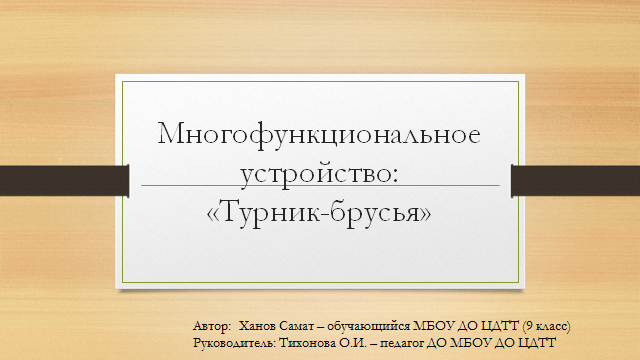 Многофункциональное
устройство:
«Турник-брусья»
Автор: Ханов Самат – обучающийся МБОУ ДО ЦДТТ (9 класс)
Руководитель: Тихонова О.И. – педагог ДО МБОУ ДО ЦДТТ